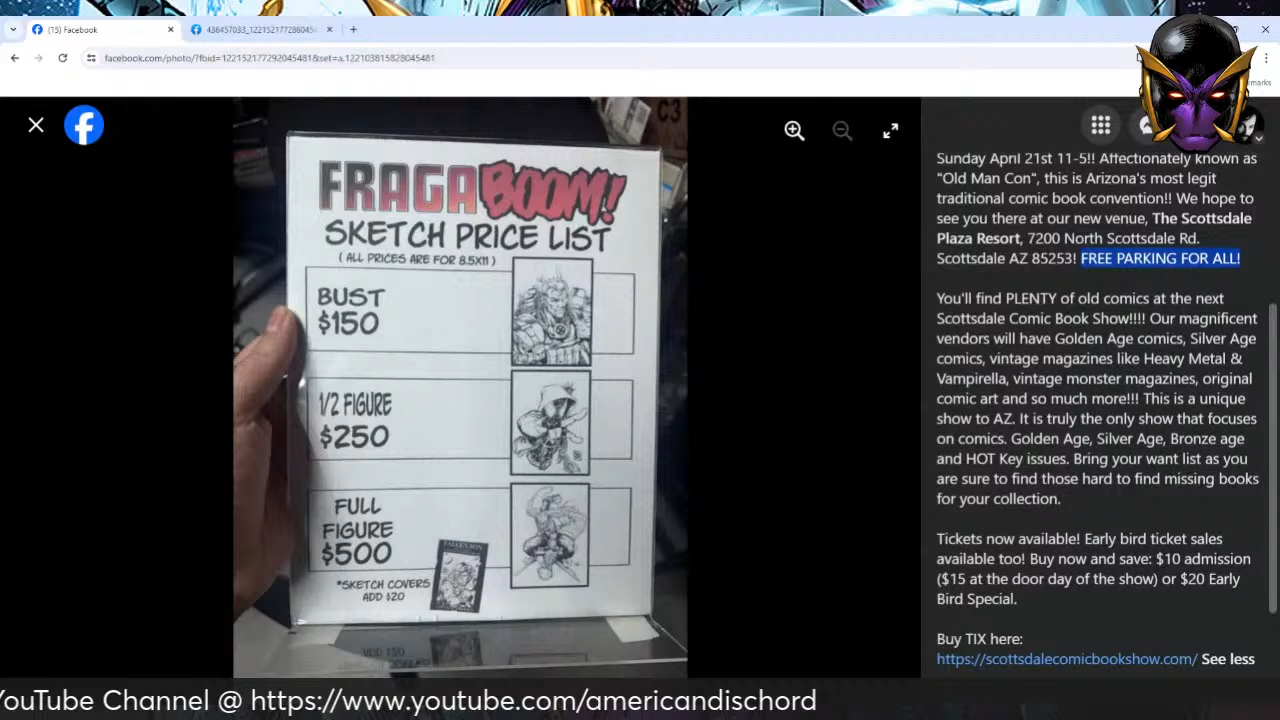 (15) Facebook
436457033_122152177286045
facebook.com/photo/?fbid=122152177292045481&set=a.122103815828045481
C3
FRAGA BOOM!
SKETCH PRICE LIST
( ALL PRICES ARE FOR 8.5X11 )
BUST
$150
1/2 FIGURE
$250
FULL
FIGURE
$500
*SKETCH COVERS
ADD $20
Sunday April 21st 11-5!! Affectionately known as
"Old Man Con", this is Arizona's most legit
traditional comic book convention!! We hope to
see you there at our new venue, The Scottsdale
Plaza Resort, 7200 North Scottsdale Rd.
Scottsdale AZ 85253! FREE PARKING FOR ALL!
You'll find PLENTY of old comics at the next
Scottsdale Comic Book Show!!!! Our magnificent
vendors will have Golden Age comics, Silver Age
comics, vintage magazines like Heavy Metal &
Vampirella, vintage monster magazines, original
comic art and so much more!!! This is a unique
show to AZ. It is truly the only show that focuses
on comics. Golden Age, Silver Age, Bronze age
and HOT Key issues. Bring your want list as you
are sure to find those hard to find missing books
for your collection.
Tickets now available! Early bird ticket sales
available too! Buy now and save: $10 admission
($15 at the door day of the show) or $20 Early
Bird Special.
Buy TIX here:
https://scottsdalecomicbookshow.com/ See less
YouTube Channel @ https://www.youtube.com/americandischord